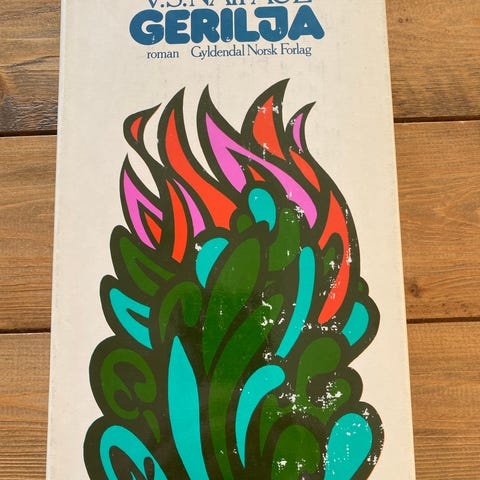 V.S. NAIPAUL
GERILJA
roman Gyldendal Norsk Forlag